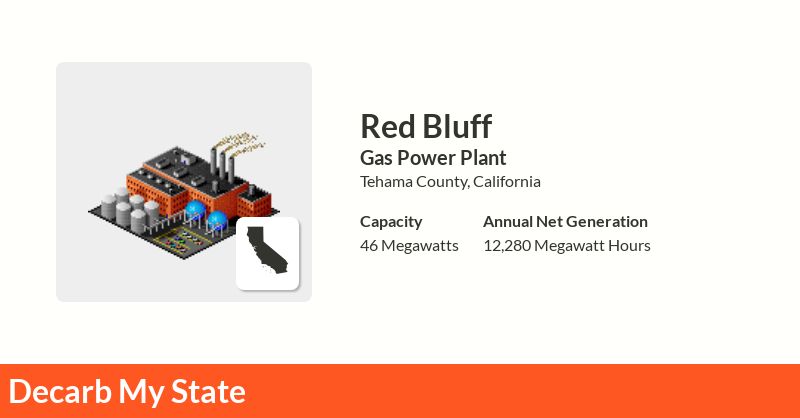 Red Bluff
Gas Power Plant
Tehama County, California
Capacity
Annual Net Generation
46 Megawatts
12,280 Megawatt Hours
Decarb My State